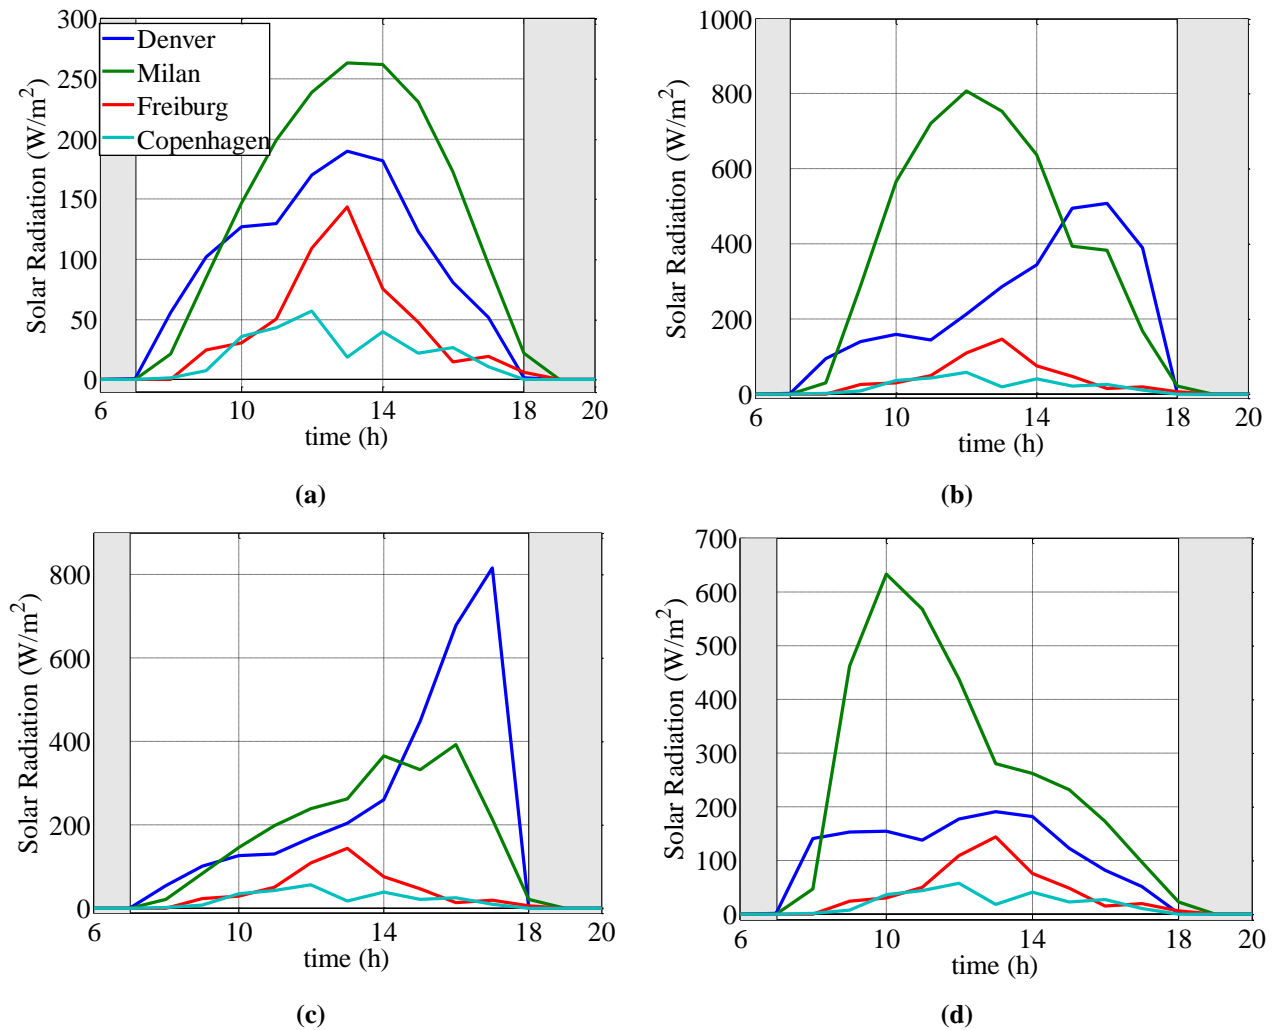 300
250
200
150
100
50
0
Solar Radiation (W/m²)
Denver
Milan
Freiburg
Copenhagen
6 10 14 18 20
time (h)
(a)
1000
800
600
400
200
0
Solar Radiation (W/m²)
6 10 14 18 20
time (h)
(b)
800
600
400
200
0
Solar Radiation (W/m²)
6 10 14 18 20
time (h)
(c)
700
600
500
400
300
200
100
0
Solar Radiation (W/m²)
6 10 14 18 20
time (h)
(d)